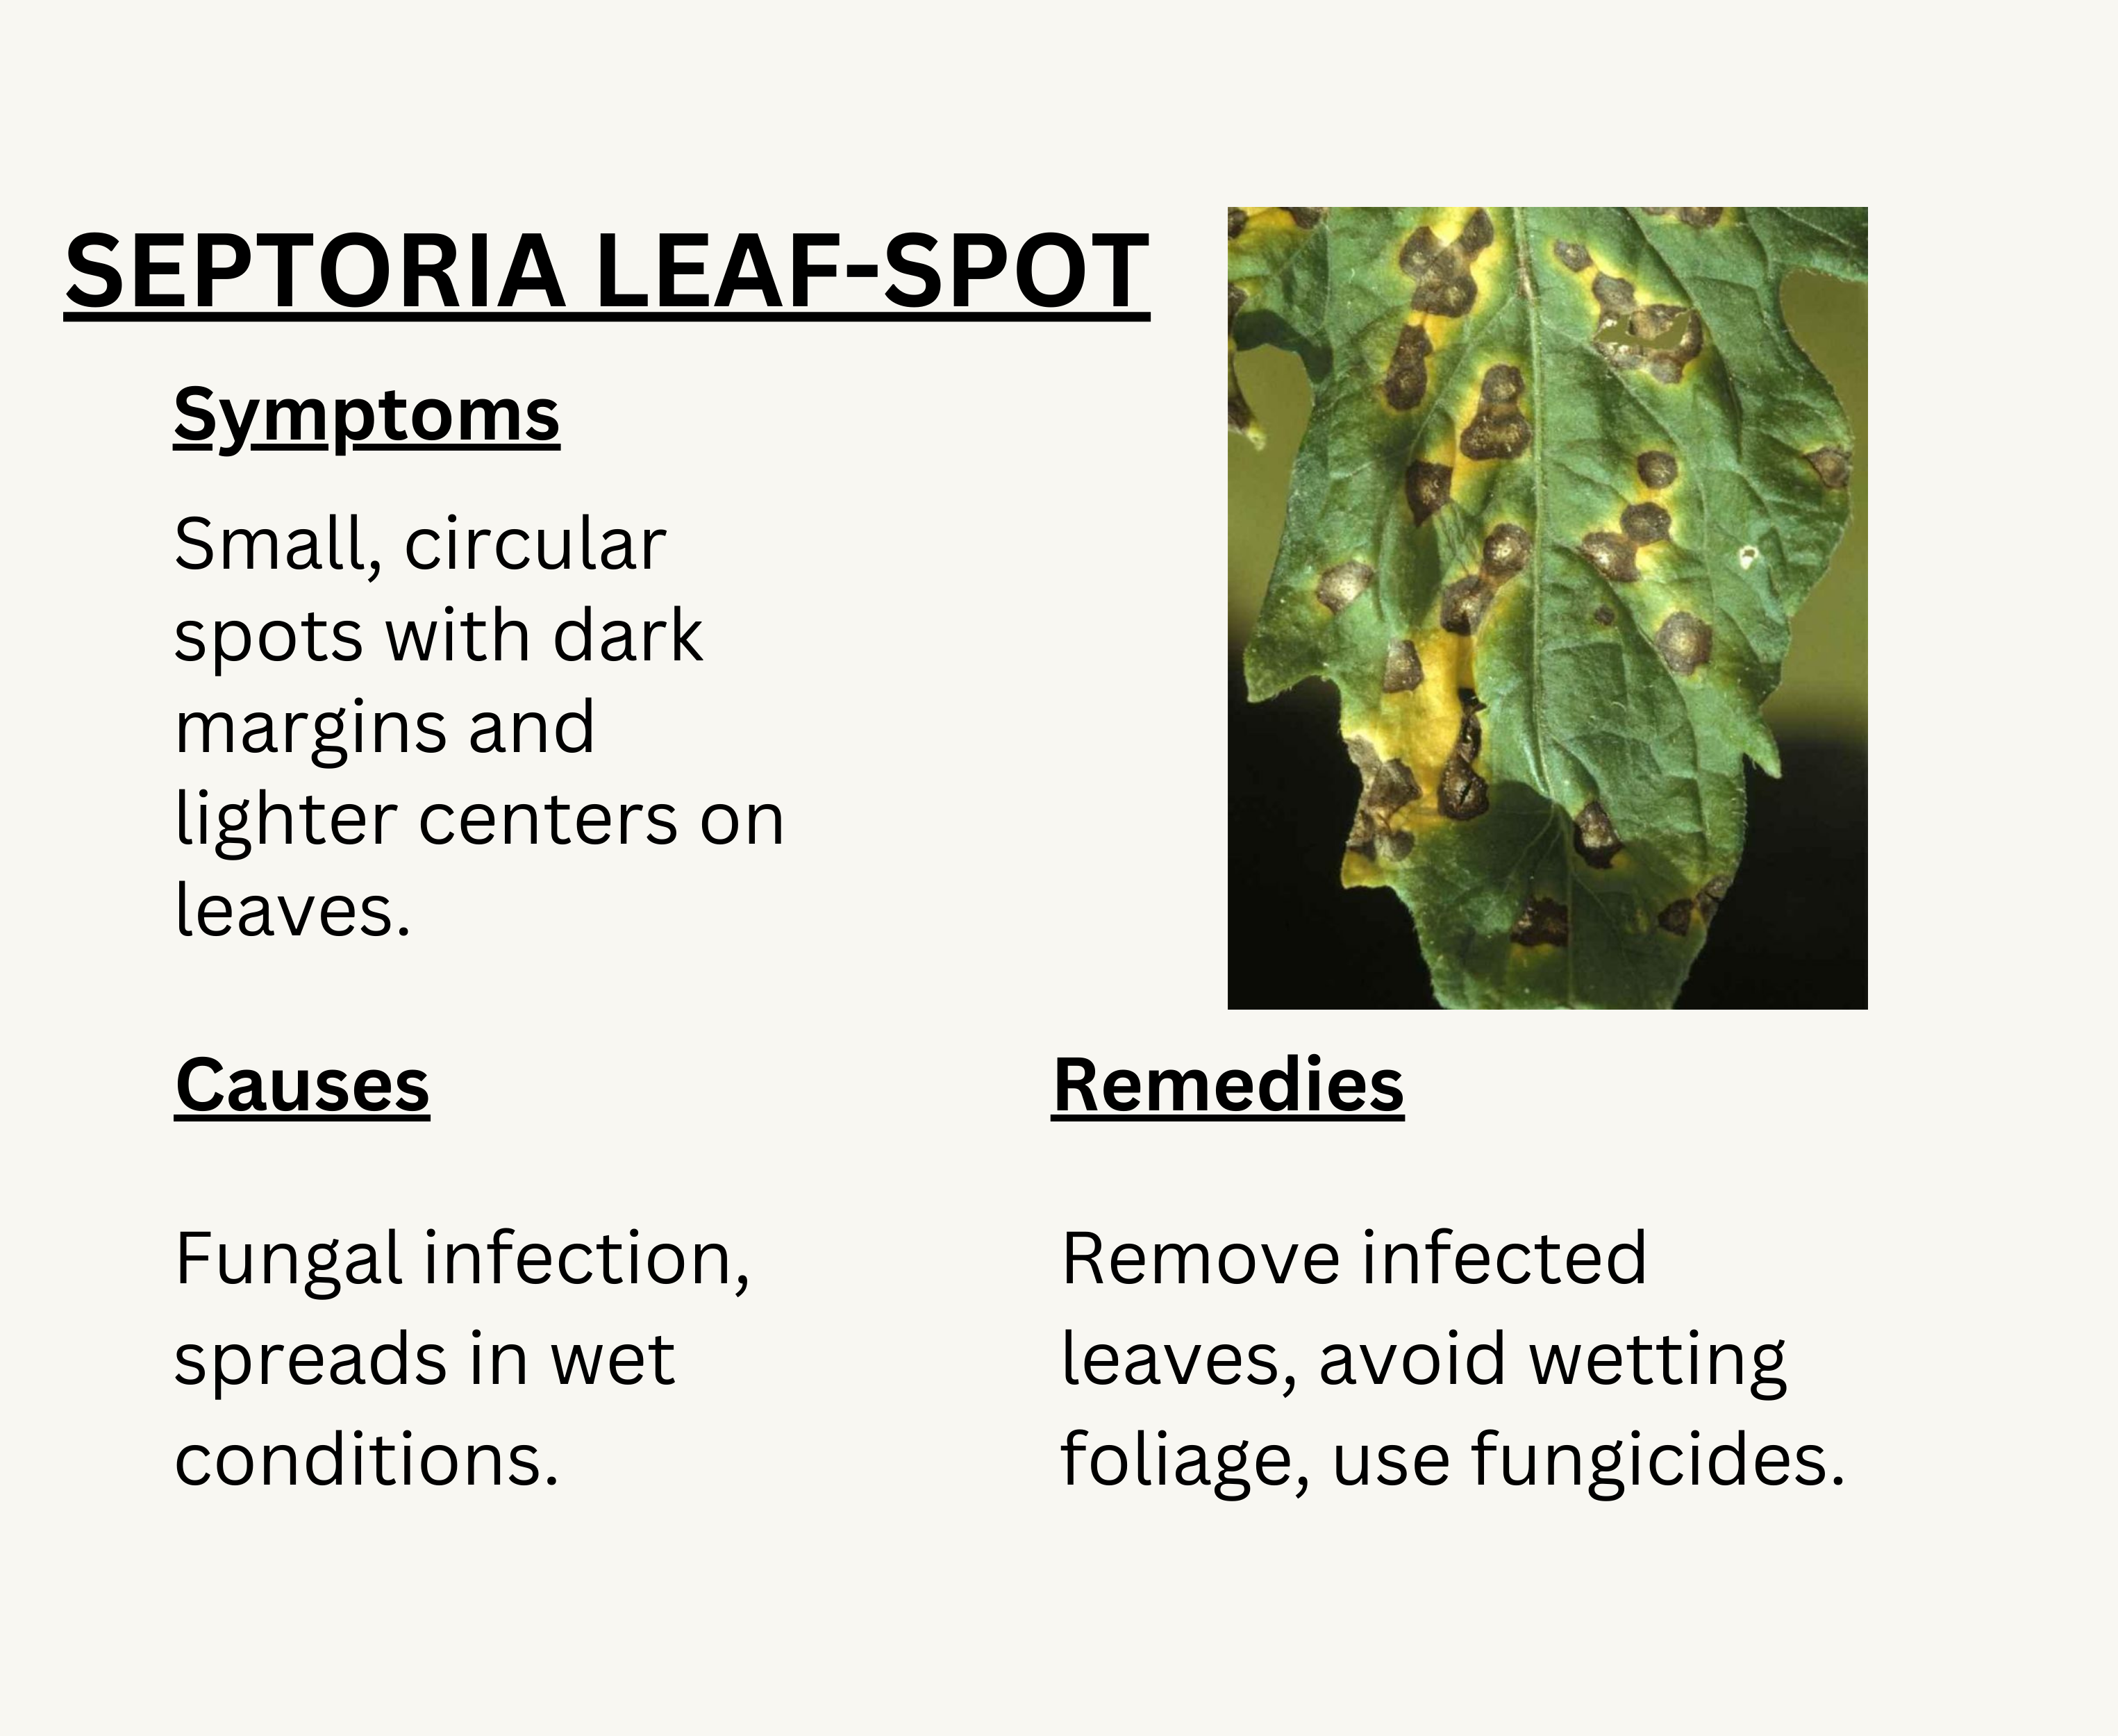 SEPTORIA LEAF-SPOT
Symptoms
Small, circular
spots with dark
margins and
lighter centers on
leaves.
Causes
Fungal infection,
spreads in wet
conditions.
Remedies
Remove infected
leaves, avoid wetting
foliage, use fungicides.